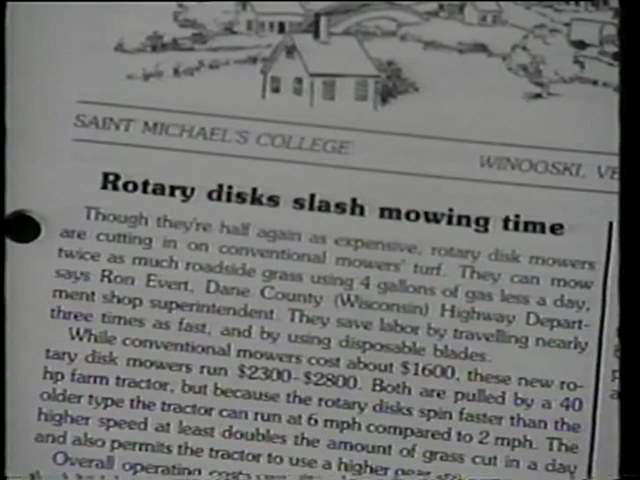 SAINT MICHAEL'S COLLEGE
WINOOSKI, VE
Rotary disks slash mowing time
Though they're half again as expensive, rotary disk mowers
are cutting in on conventional mowers' turf. They can mow
twice as much roadside grass using 4 gallons of gas less a day,
says Ron Evert, Dane County (Wisconsin) Highway Depart-
ment shop superintendent. They save labor by travelling nearly
three times as fast, and by using disposable blades.
While conventional mowers cost about $1600, these new ro-
tary disk mowers run $2300-$2800. Both are pulled by a 40
hp farm tractor, but because the rotary disks spin faster than the
older type the tractor can run at 6 mph compared to 2 mph. The
higher speed at least doubles the amount of grass cut in a day
and also permits the tractor to use a higher gear
Overall operating